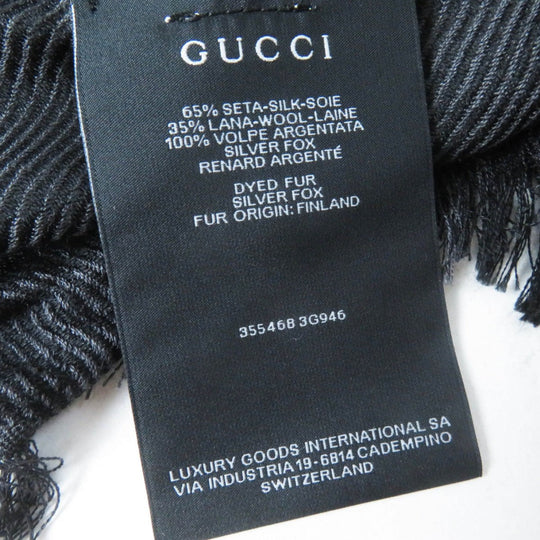 GUCCI
65% SETA-SILK-SOIE
35% LANA-WOOL-LAINE
100% VOLPE ARGENTATA
SILVER FOX
RENARD ARGENTÉ
DYED FUR
SILVER FOX
FUR ORIGIN: FINLAND
355468 3G946
LUXURY GOODS INTERNATIONAL SA
VIA INDUSTRIA 19-6814 CADEMPINO
SWITZERLAND